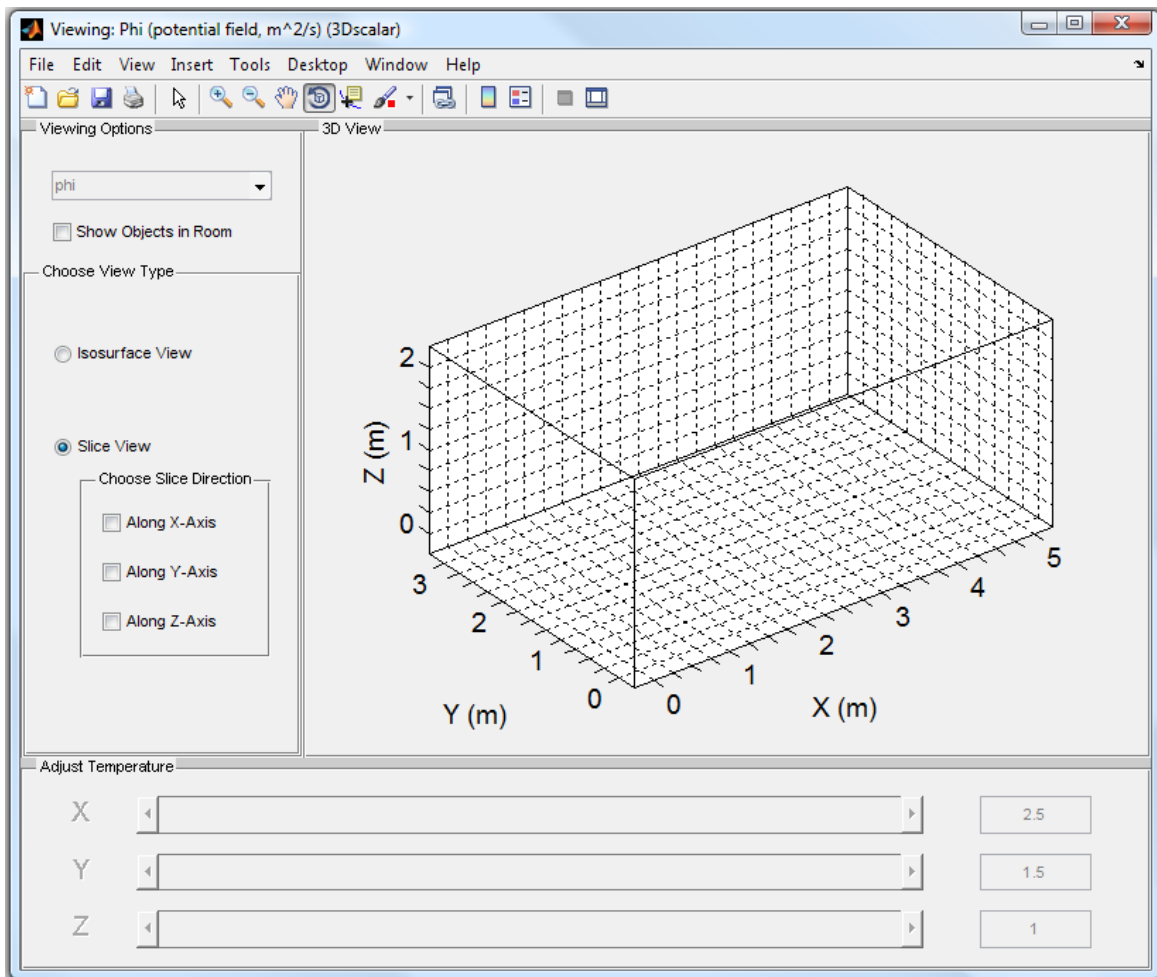 Viewing: Phi (potential field, m^2/s) (3Dscalar)
File Edit View Insert Tools Desktop Window Help
Viewing Options
phi
Show Objects in Room
Choose View Type
Isosurface View
Slice View
Choose Slice Direction
Along X-Axis
Along Y-Axis
Along Z-Axis
3D View
2
1
0
Z (m)
3
2
1
0
Y (m)
0
1
2
3
4
5
X (m)
Adjust Temperature
X 2.5
Y 1.5
Z 1